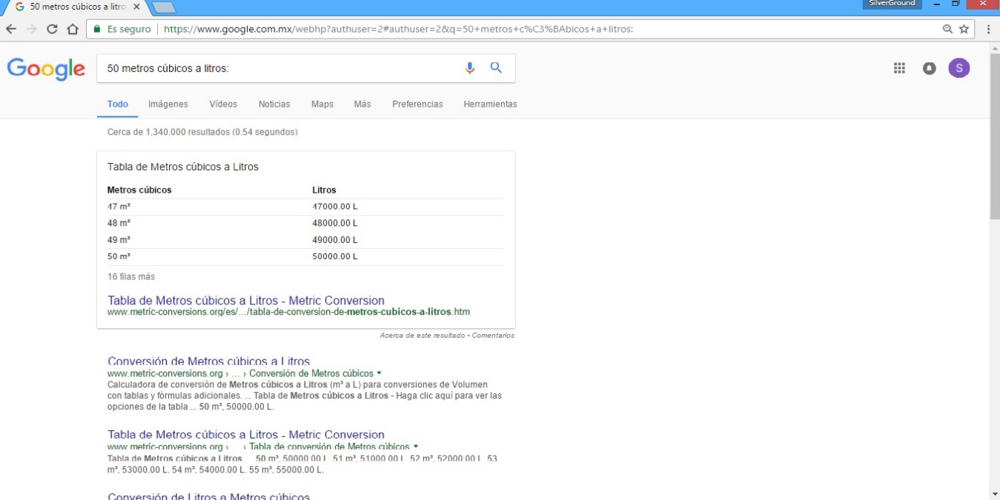 50 metros cúbicos a litro
SilverGround
Es seguro | https://www.google.com.mx/webhp?authuser=2#authuser=2&q=50+metros+c%C3%BAbicos+a+litros:
Google
50 metros cúbicos a litros:
S
Todo Imágenes Vídeos Noticias Maps Más Preferencias Herramientas
Cerca de 1,340,000 resultados (0.54 segundos)
Tabla de Metros cúbicos a Litros
Metros cúbicos Litros
47 m³ 47000.00 L
48 m³ 48000.00 L
49 m³ 49000.00 L
50 m³ 50000.00 L
16 filas más
Tabla de Metros cúbicos a Litros - Metric Conversion
www.metric-conversions.org/es/.../tabla-de-conversion-de-metros-cubicos-a-litros.htm
Acerca de este resultado • Comentarios
Conversión de Metros cúbicos a Litros
www.metric-conversions.org › ... › Conversión de Metros cúbicos
Calculadora de conversión de Metros cúbicos a Litros (m³ a L) para conversiones de Volumen
con tablas y fórmulas adicionales. ... Tabla de Metros cúbicos a Litros - Haga clic aquí para ver las
opciones de la tabla ... 50 m³, 50000.00 L.
Tabla de Metros cúbicos a Litros - Metric Conversion
www.metric-conversions.org › ... › Tabla de conversión de Metros cúbicos
Tabla de Metros cúbicos a Litros ... 50 m³, 50000.00 L. 51 m³, 51000.00 L. 52 m³, 52000.00 L. 53
m³, 53000.00 L. 54 m³, 54000.00 L. 55 m³, 55000.00 L.
Conversión de Litros a Metros cúbicos